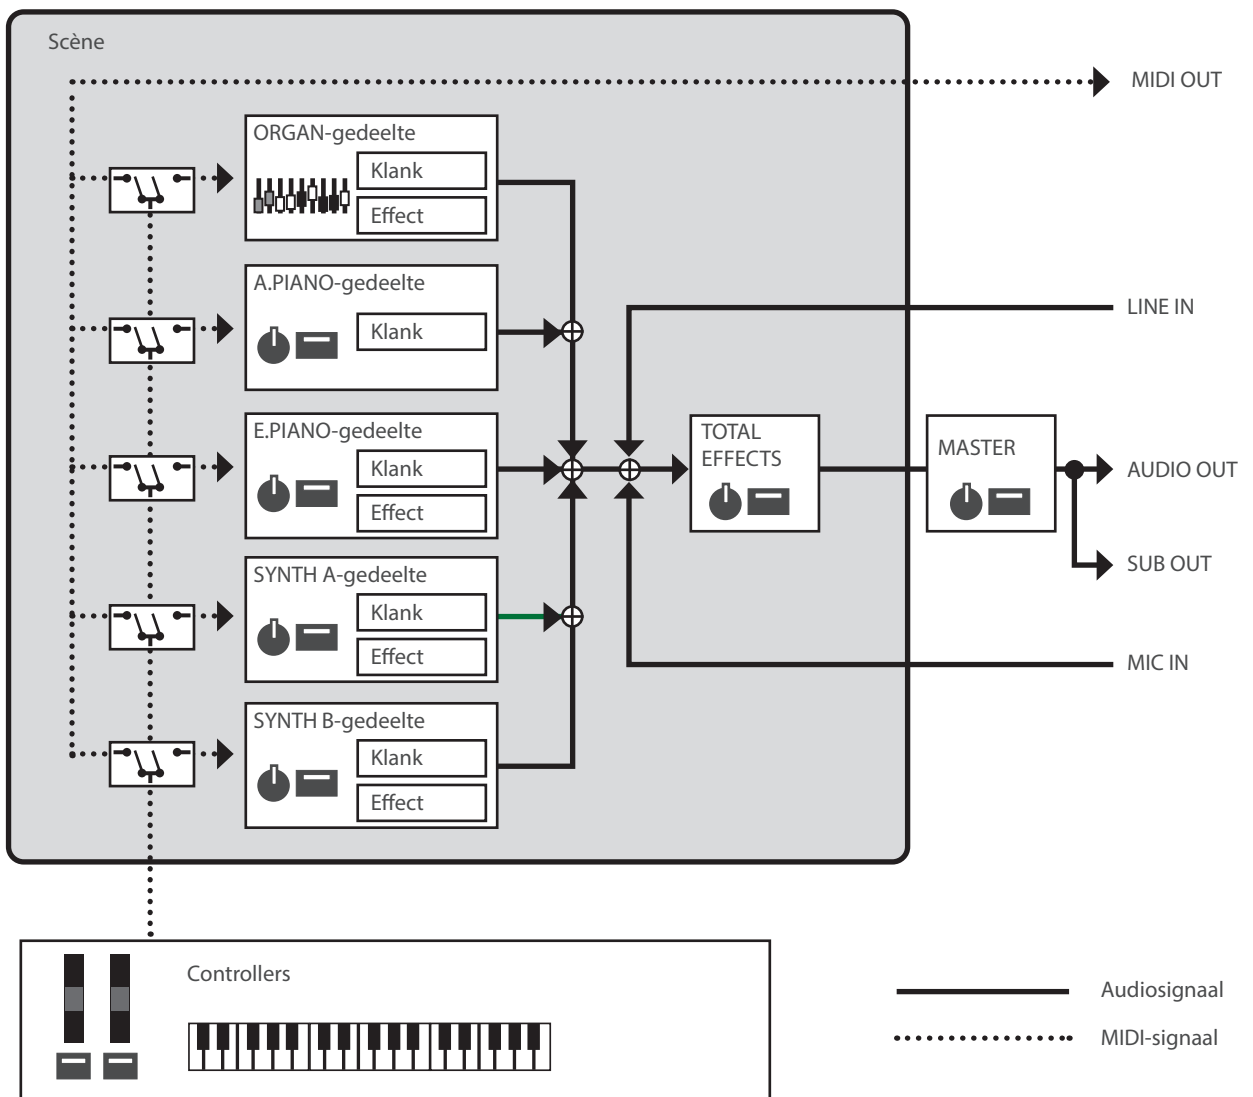 Scène
MIDI OUT
ORGAN-gedeelte
Klank
Effect
A.PIANO-gedeelte
Klank
LINE IN
E.PIANO-gedeelte
Klank
Effect
TOTAL
EFFECTS
MASTER
AUDIO OUT
SYNTH A-gedeelte
Klank
Effect
SUB OUT
MIC IN
SYNTH B-gedeelte
Klank
Effect
Controllers
Audiosignaal
MIDI-signaal